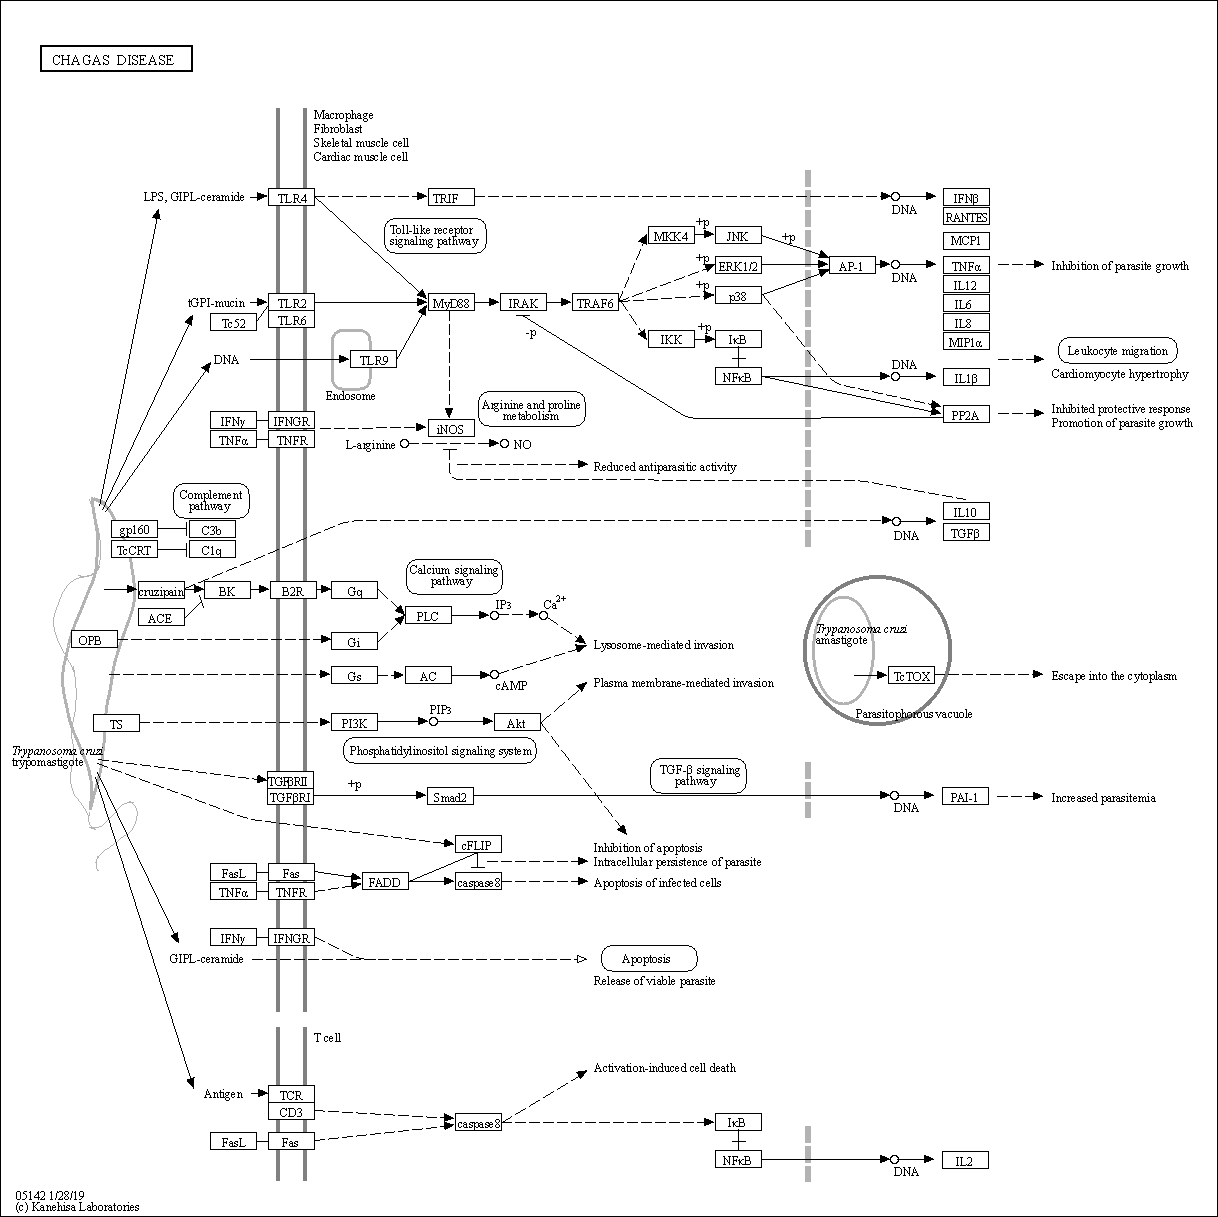 CHAGAS DISEASE
Macrophage
Fibroblast
Skeletal muscle cell
Cardiac muscle cell
LPS, GIPL-ceramide
TLR4
TRIF
DNA
IFNβ
RANTES
Toll-like receptor
signaling pathway
MKK4
+p
JNK
+p
MCP1
+p
ERK1/2
AP-1
DNA
TNFα
Inhibition of parasite growth
IL12
tGPI-mucin
TLR2
MyD88
IRAK
TRAF6
+p
p38
IL6
Tc52
TLR6
IL8
-p
IKK
+p
IκB
MIP1α
DNA
TLR9
Leukocyte migration
DNA
NFκB
IL1β
Cardiomyocyte hypertrophy
Endosome
Arginine and proline
metabolism
PP2A
Inhibited protective response
Promotion of parasite growth
IFNγ
IFNGR
iNOS
TNFα
TNFR
L-arginine
NO
Reduced antiparasitic activity
Complement
pathway
gp160
C3b
IL10
TcCRT
C1q
DNA
TGFβ
Calcium signaling
pathway
cruzipain
BK
B2R
Gq
IP3
Ca2+
ACE
PLC
OPB
Gi
Lysosome-mediated invasion
Trypanosoma cruzi
amastigote
Gs
AC
cAMP
TcTOX
Escape into the cytoplasm
Plasma membrane-mediated invasion
Parasitophorous vacuole
TS
PI3K
PIP3
Akt
Phosphatidylinositol signaling system
Trypanosoma cruzi
trypomastigote
TGF-β signaling
pathway
TGFβRII
TGFβRI
+p
Smad2
DNA
PAI-1
Increased parasitemia
cFLIP
Inhibition of apoptosis
Intracellular persistence of parasite
FasL
Fas
FADD
caspase8
Apoptosis of infected cells
TNFα
TNFR
IFNγ
IFNGR
GIPL-ceramide
Apoptosis
Release of viable parasite
T cell
Activation-induced cell death
Antigen
TCR
CD3
caspase8
IκB
FasL
Fas
NFκB
DNA
IL2
05142 1/28/19
(c) Kanehisa Laboratories